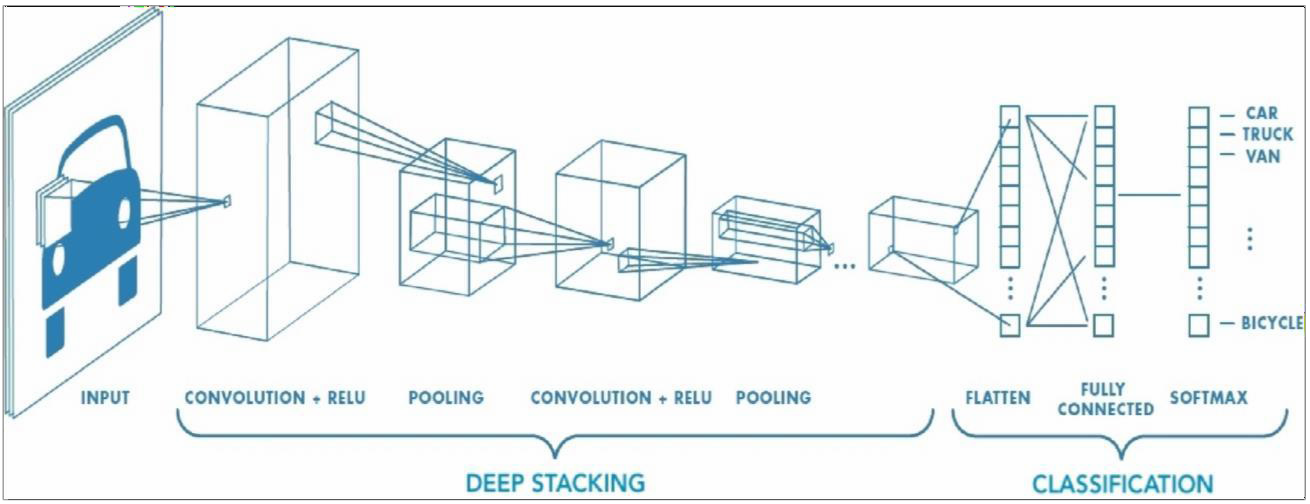 CAR
TRUCK
VAN
BICYCLE
INPUT
CONVOLUTION + RELU
POOLING
CONVOLUTION + RELU
POOLING
FLATTEN
FULLY
CONNECTED
SOFTMAX
DEEP STACKING
CLASSIFICATION